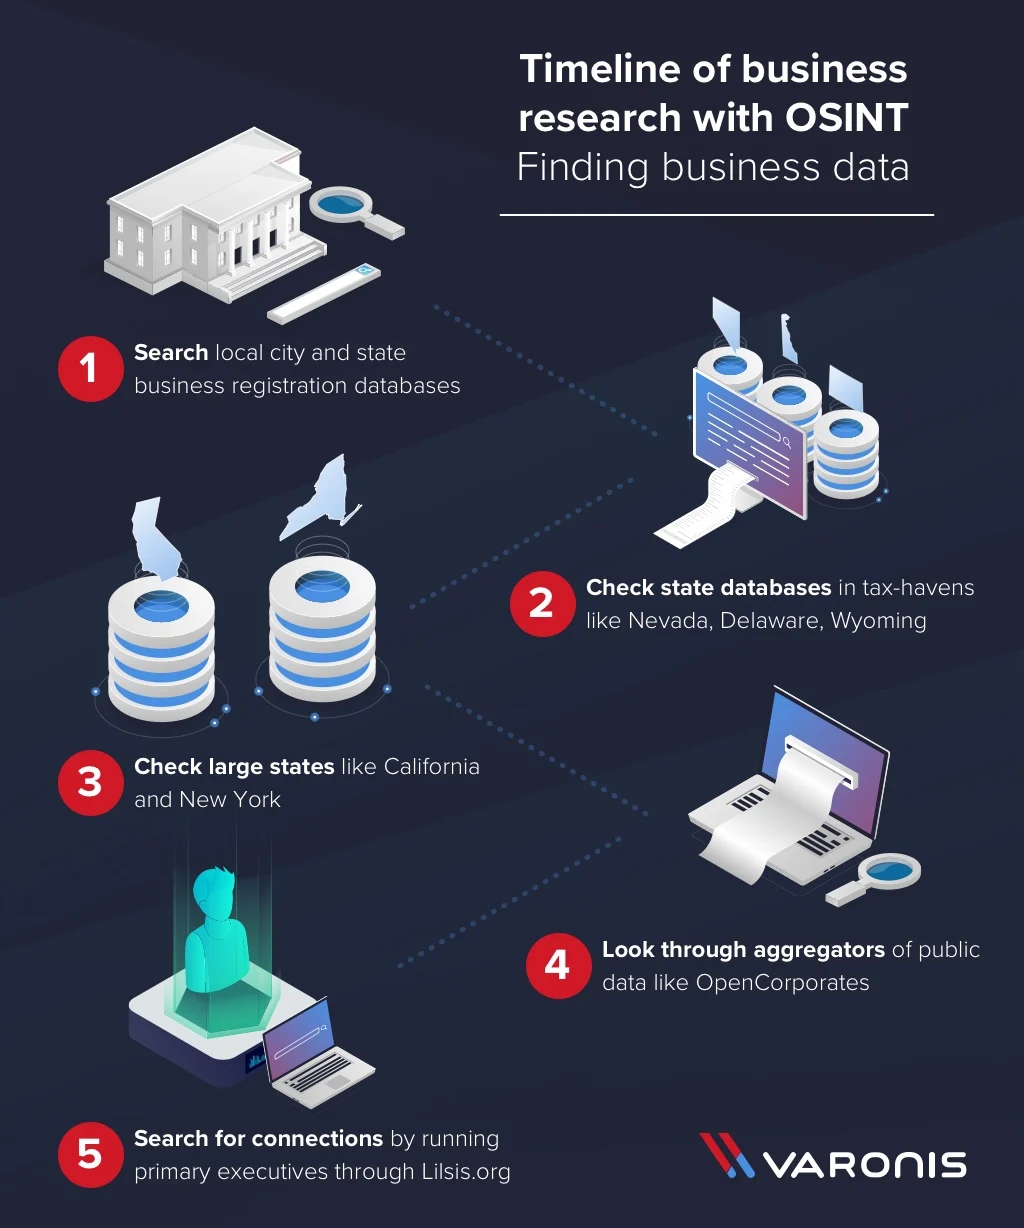 Timeline of business
research with OSINT
Finding business data
1
Search local city and state
business registration databases
2
Check state databases in tax-havens
like Nevada, Delaware, Wyoming
3
Check large states like California
and New York
4
Look through aggregators of public
data like OpenCorporates
5
Search for connections by running
primary executives through Lilsis.org
VARONIS